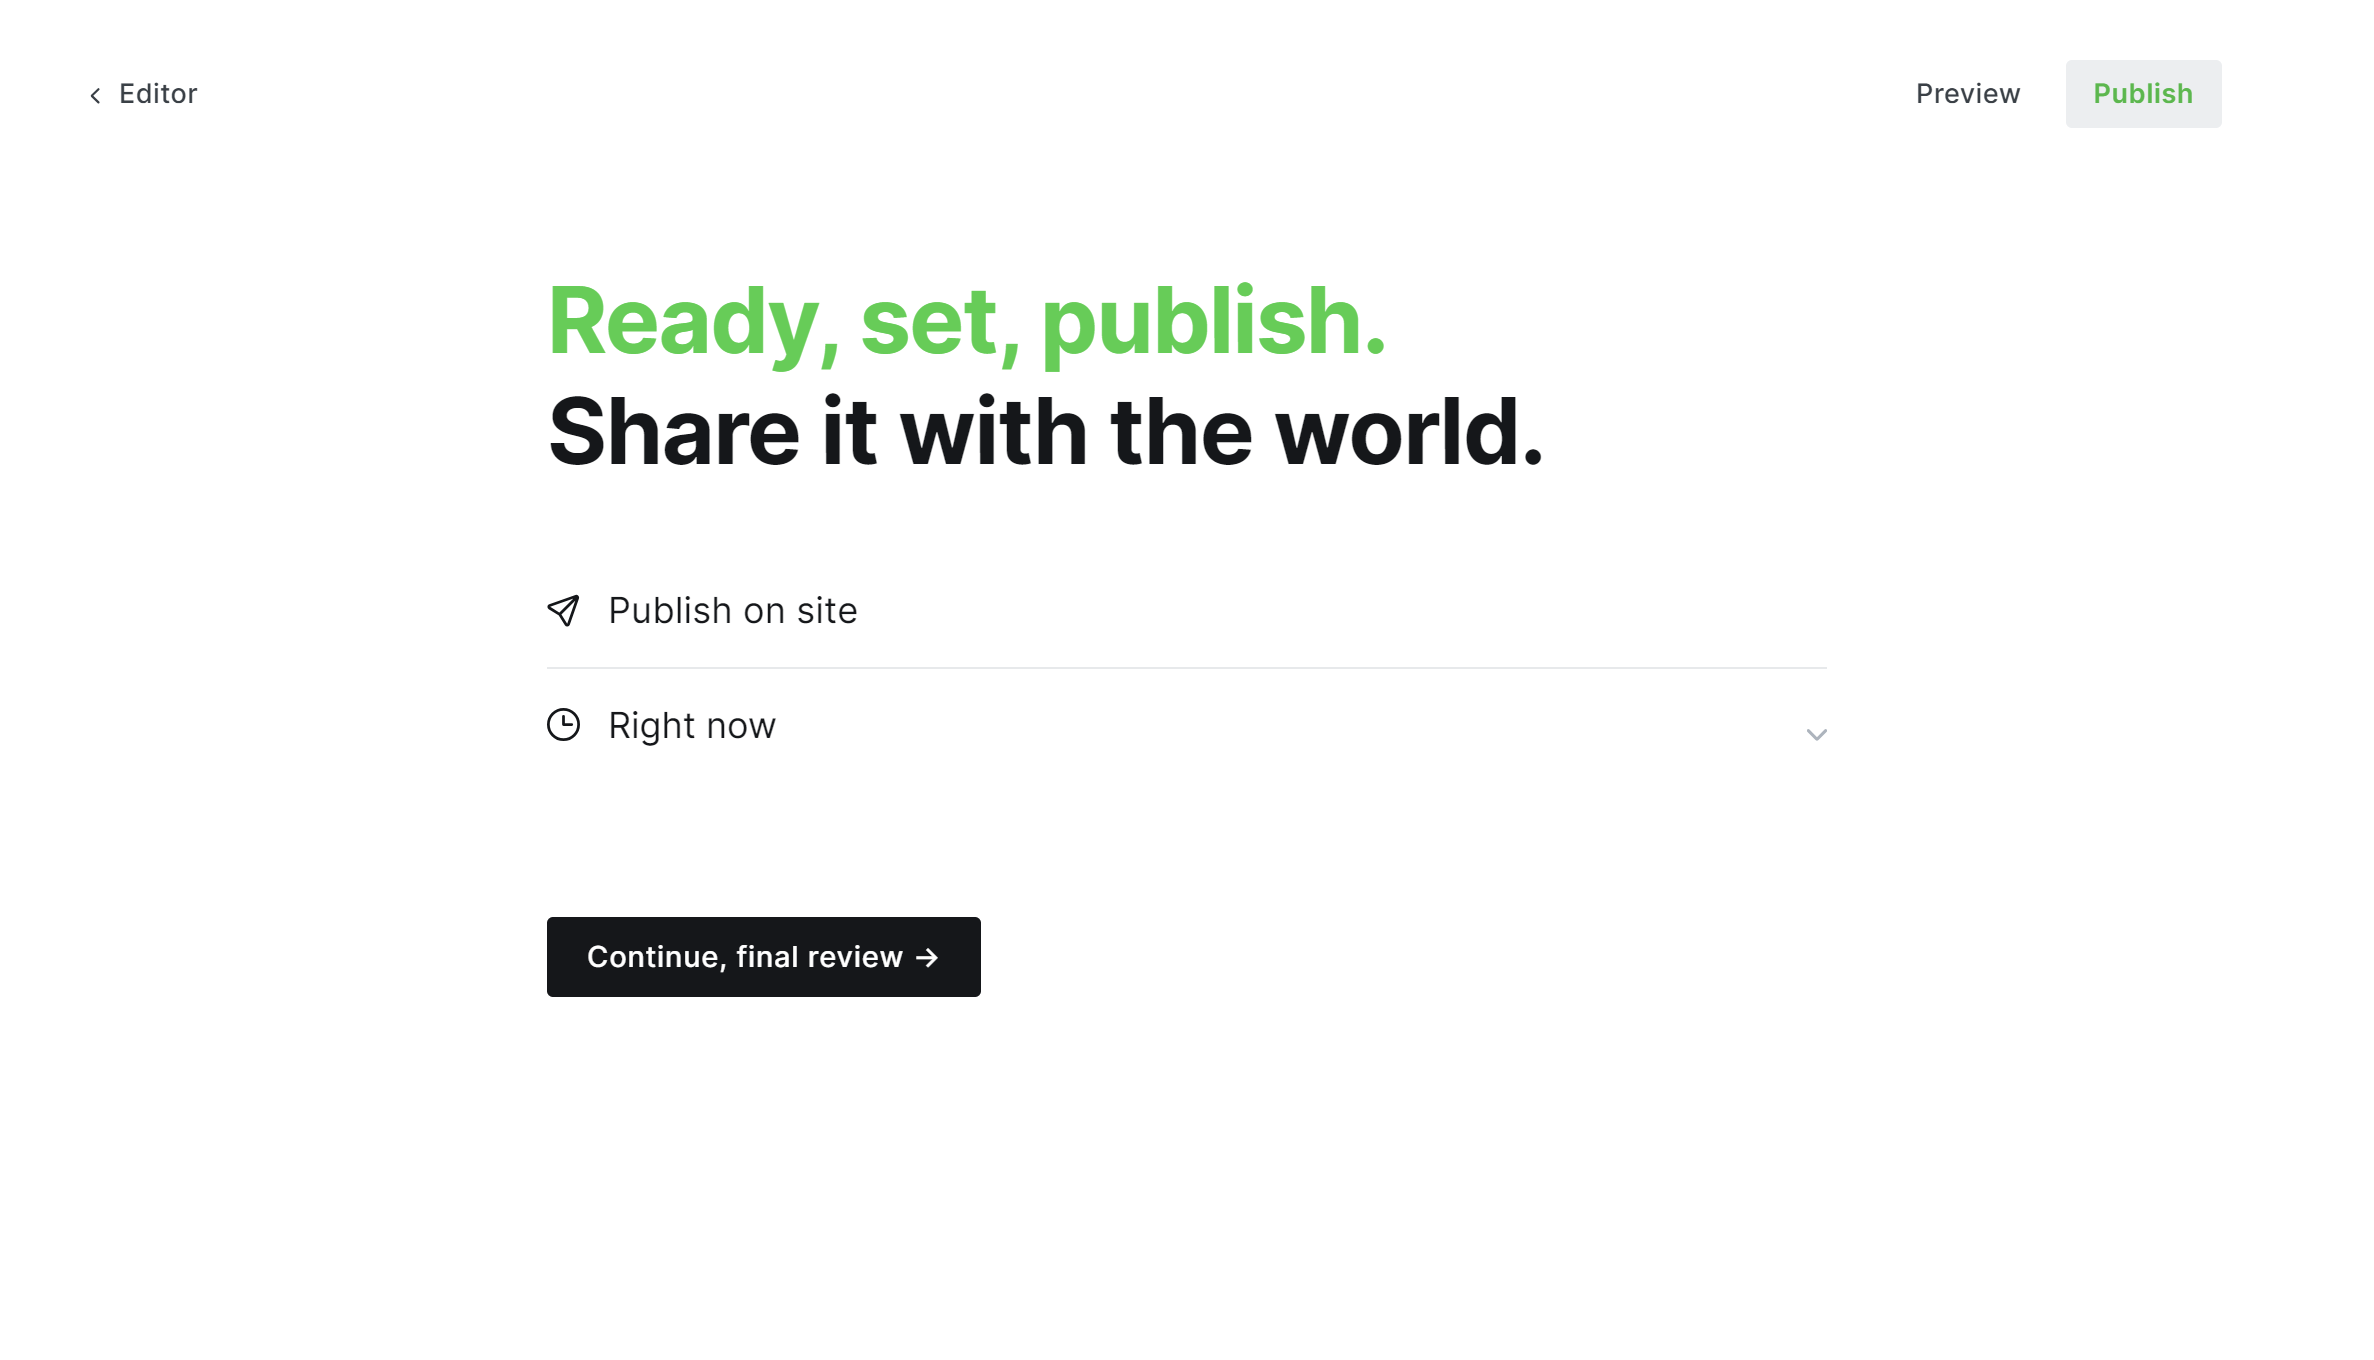 Editor
Preview
Publish
Ready, set, publish.
Share it with the world.
Publish on site
Right now
Continue, final review →